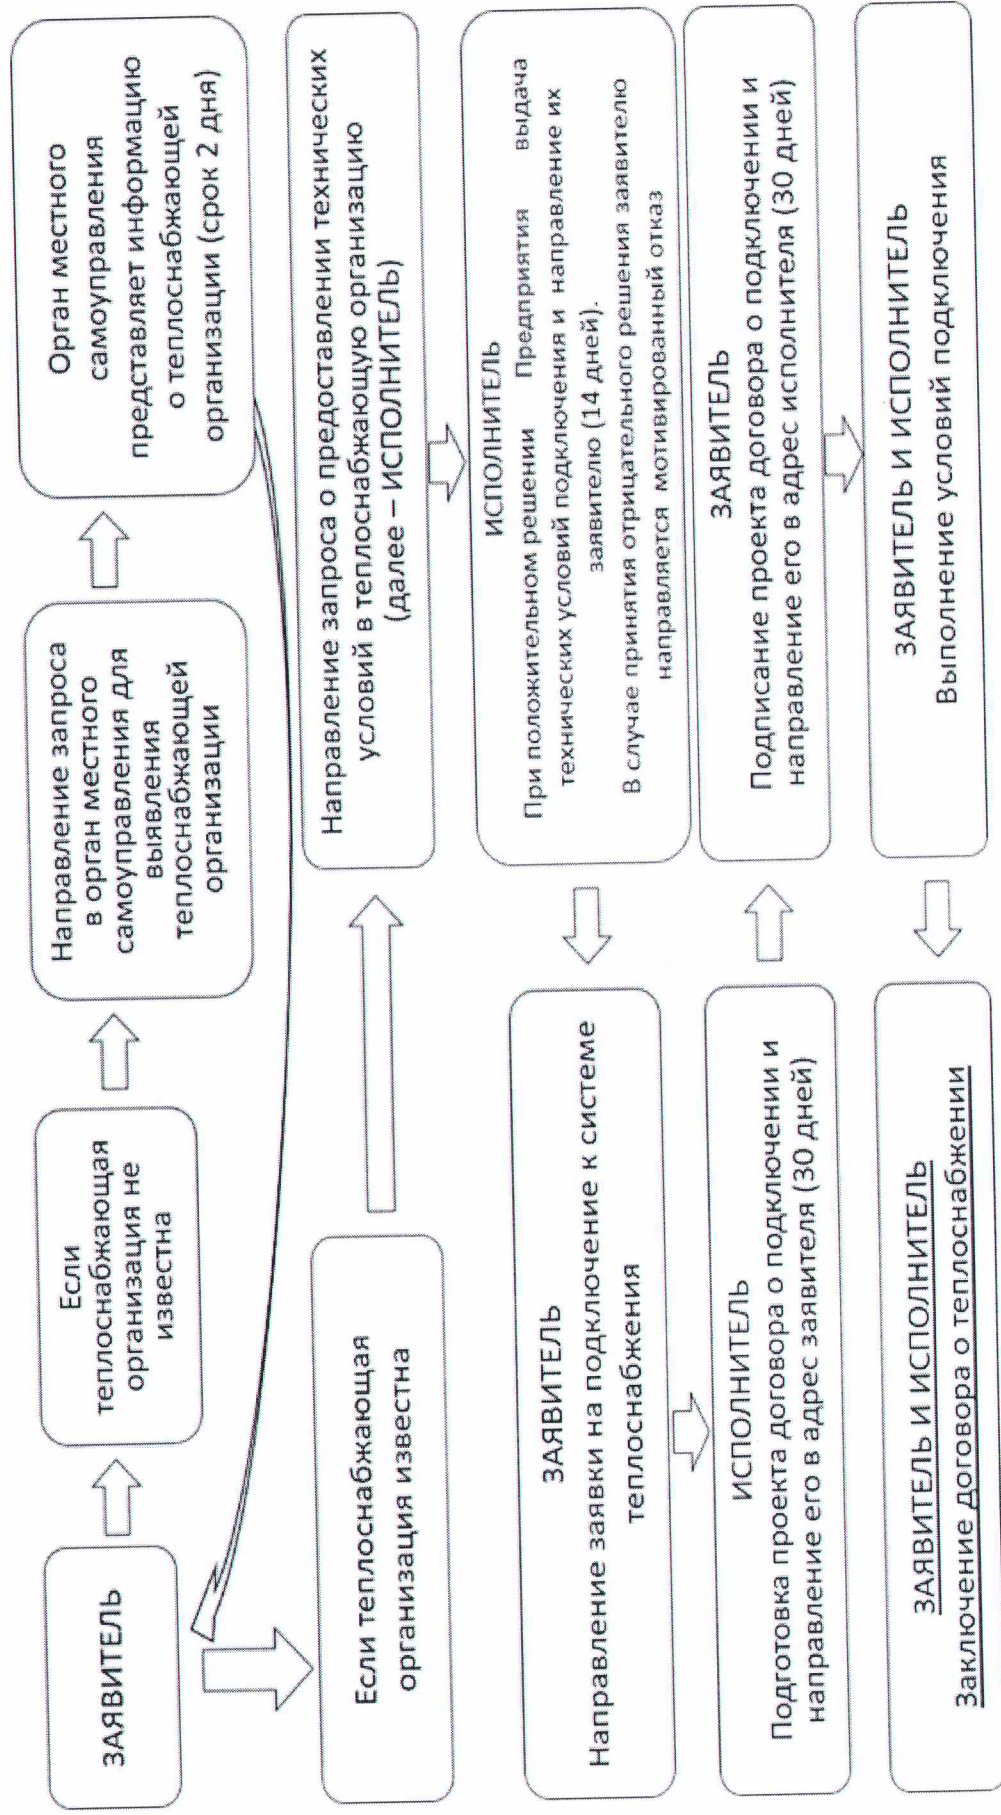 ЗАЯВИТЕЛЬ
Если
теплоснабжающая
организация не
известна
Направление запроса
в орган местного
самоуправления для
выявления
теплоснабжающей
организации
Орган местного
самоуправления
представляет информацию
о теплоснабжающей
организации (срок 2 дня)
Если теплоснабжающая
организация известна
Направление запроса о предоставлении технических
условий в теплоснабжающую организацию
(далее – ИСПОЛНИТЕЛЬ)
ИСПОЛНИТЕЛЬ
При положительном решении Предприятия выдача
технических условий подключения и направление их
заявителю (14 дней).
В случае принятия отрицательного решения заявителю
направляется мотивированный отказ
ЗАЯВИТЕЛЬ
Направление заявки на подключение к системе
теплоснабжения
ИСПОЛНИТЕЛЬ
Подготовка проекта договора о подключении и
направление его в адрес заявителя (30 дней)
ЗАЯВИТЕЛЬ
Подписание проекта договора о подключении и
направление его в адрес исполнителя (30 дней)
ЗАЯВИТЕЛЬ И ИСПОЛНИТЕЛЬ
Выполнение условий подключения
ЗАЯВИТЕЛЬ И ИСПОЛНИТЕЛЬ
Заключение договора о теплоснабжении